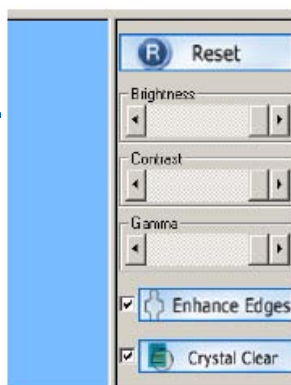 R Reset
Brightness
Contrast
Gamma
Enhance Edges
Crystal Clear